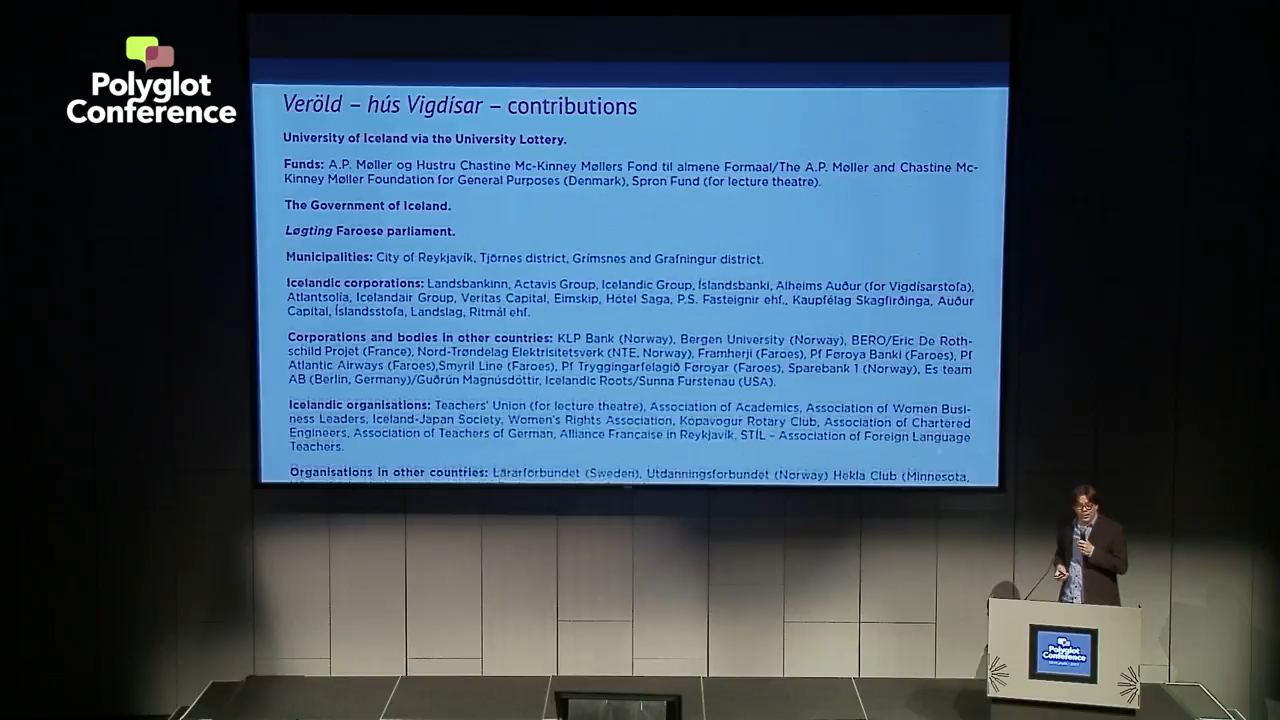 Polyglot
Conference
Veröld – hús Vigdísar – contributions
University of Iceland via the University Lottery.
Funds: A.P. Møller og Hustru Chastine Mc-Kinney Møllers Fond til almene Formaal/The A.P. Møller and Chastine Mc-
Kinney Møller Foundation for General Purposes (Denmark), Spron Fund (for lecture theatre).
The Government of Iceland.
Løgting Faroese parliament.
Municipalities: City of Reykjavík, Tjörnes district, Grímsnes and Grafningur district.
Icelandic corporations: Landsbankinn, Actavis Group, Icelandic Group, Íslandsbanki, Alheims Auður (for Vigdísarstofa),
Atlantsolía, Icelandair Group, Veritas Capital, Eimskip, Hótel Saga, P.S. Fasteignir ehf., Kaupfélag Skagfirðinga, Auður
Capital, Íslandsstofa, Landslag, Ritmál ehf.
Corporations and bodies in other countries: KLP Bank (Norway), Bergen University (Norway), BERO/Eric De Roth-
schild Projet (France), Nord-Trøndelag Elektrisitetsverk (NTE, Norway), Framherji (Faroes), Pf Føroya Banki (Faroes), Pf
Atlantic Airways (Faroes),Smyril Line (Faroes), Pf Tryggingarfelagið Føroyar (Faroes), Sparebank 1 (Norway), Es team
AB (Berlin, Germany)/Guðrún Magnúsdóttir, Icelandic Roots/Sunna Furstenau (USA).
Icelandic organisations: Teachers' Union (for lecture theatre), Association of Academics, Association of Women Busi-
ness Leaders, Iceland-Japan Society, Women's Rights Association, Kópavogur Rotary Club, Association of Chartered
Engineers, Association of Teachers of German, Alliance Française in Reykjavík, STÍL – Association of Foreign Language
Teachers.
Organisations in other countries: Lärarförbundet (Sweden), Utdanningsforbundet (Norway) Hekla Club (Minnesota,
Polyglot
Conference